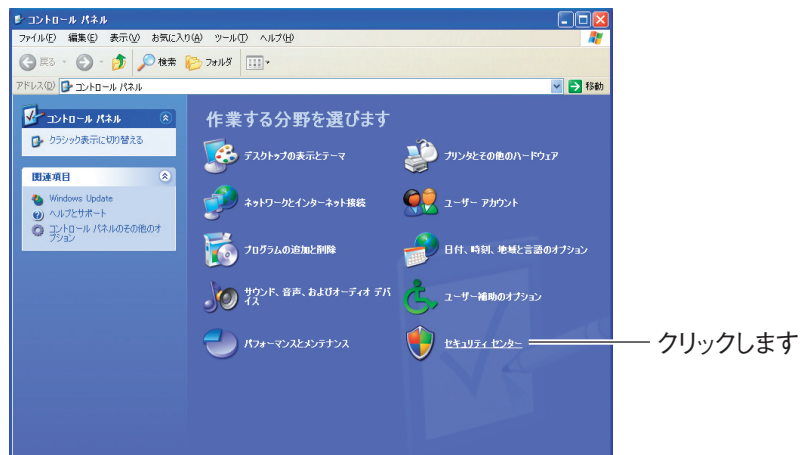 コントロール パネル
ファイル(F) 編集(E) 表示(V) お気に入り(A) ツール(T) ヘルプ(H)
戻る 検索 フォルダ
アドレス(D) コントロール パネル 移動
コントロール パネル
クラシック表示に切り替える
関連項目
Windows Update
ヘルプとサポート
コントロール パネルのその他のオ
プション
作業する分野を選びます
デスクトップの表示とテーマ
プリンタとその他のハードウェア
ネットワークとインターネット接続
ユーザー アカウント
プログラムの追加と削除
日付、時刻、地域と言語のオプション
サウンド、音声、およびオーディオ デバ
イス
ユーザー補助のオプション
パフォーマンスとメンテナンス
セキュリティ センター
クリックします